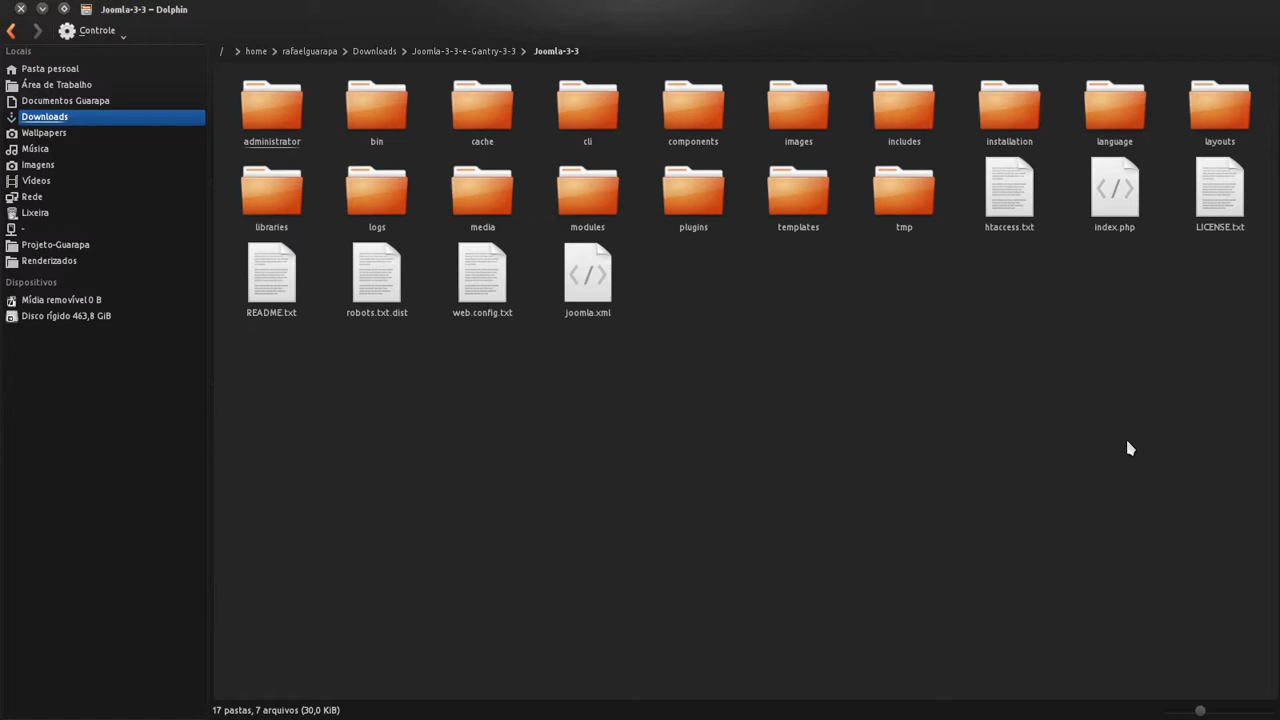 Joomla-3-3 – Dolphin
Controle
Locais
Pasta pessoal
Área de Trabalho
Documentos Guarapa
Downloads
Wallpapers
Música
Imagens
Vídeos
Rede
Lixeira
-
Projeto-Guarapa
Renderizados
Dispositivos
Mídia removível 0 B
Disco rígido 463,8 GiB
/ > home > rafaelguarapa > Downloads > Joomla-3-3-e-Gantry-3-3 > Joomla-3-3
administrator bin cache cli components images includes installation language layouts
libraries logs media modules plugins templates tmp htaccess.txt index.php LICENSE.txt
README.txt robots.txt.dist web.config.txt joomla.xml
17 pastas, 7 arquivos (30,0 KiB)